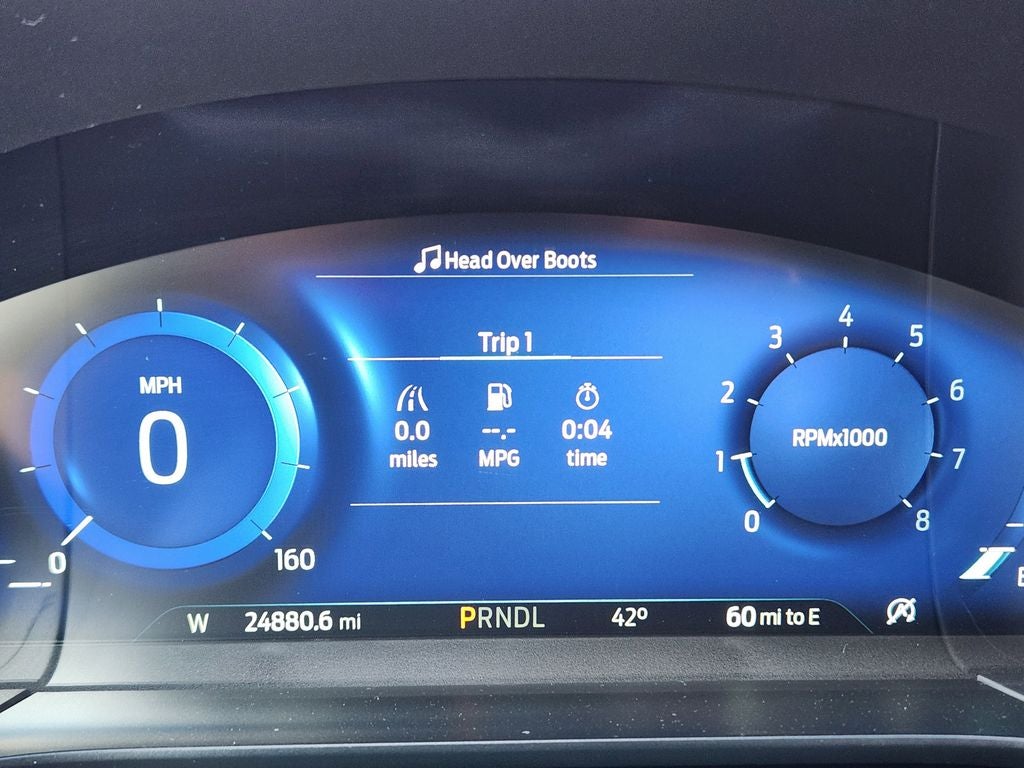 Head Over Boots
Trip 1
MPH
0
0
160
0.0
miles
--.-
MPG
0:04
time
0
1
2
3
4
5
6
7
8
RPMx1000
E
W 24880.6 mi PRNDL 42º 60 mi to E